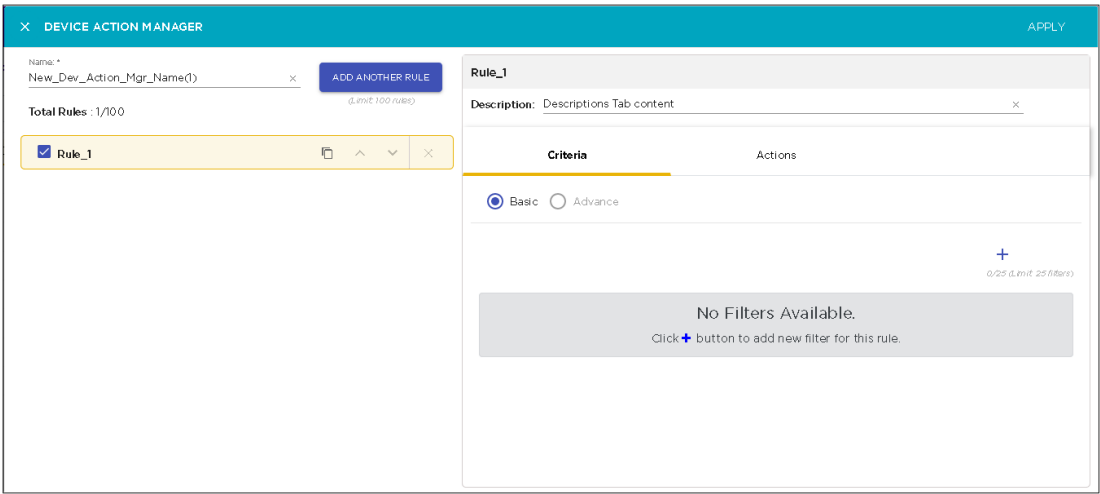 DEVICE ACTION MANAGER
APPLY
Name: *
New_Dev_Action_Mgr_Name(1)
ADD ANOTHER RULE
(Limit: 100 rules)
Total Rules : 1/100
Rule_1
Rule_1
Description: Descriptions Tab content
Criteria Actions
Basic Advance
0/25 (Limit: 25 filters)
No Filters Available.
Click + button to add new filter for this rule.